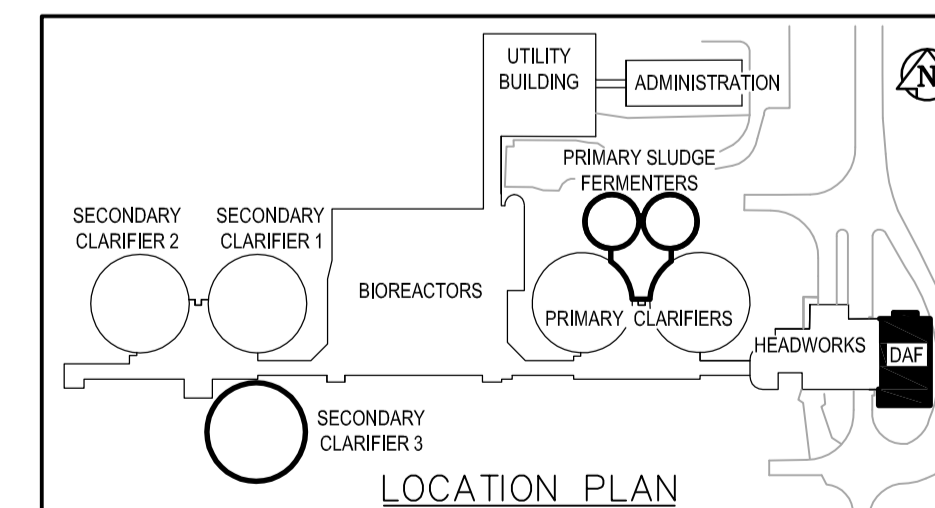 UTILITY
BUILDING
ADMINISTRATION
N
PRIMARY SLUDGE
FERMENTERS
SECONDARY
CLARIFIER 2
SECONDARY
CLARIFIER 1
BIOREACTORS
PRIMARY CLARIFIERS
HEADWORKS
DAF
SECONDARY
CLARIFIER 3
LOCATION PLAN